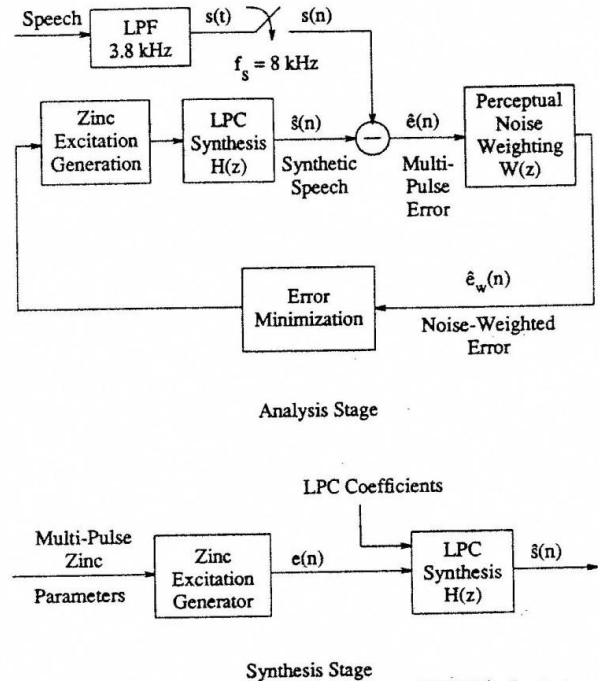 Speech
LPF
3.8 kHz
s(t)
s(n)
f_s = 8 kHz
Zinc
Excitation
Generation
LPC
Synthesis
H(z)
ŝ(n)
Synthetic
Speech
−
ê(n)
Multi-
Pulse
Error
Perceptual
Noise
Weighting
W(z)
Error
Minimization
ê_w(n)
Noise-Weighted
Error
Analysis Stage
LPC Coefficients
Multi-Pulse
Zinc
Parameters
Zinc
Excitation
Generator
e(n)
LPC
Synthesis
H(z)
ŝ(n)
Synthesis Stage